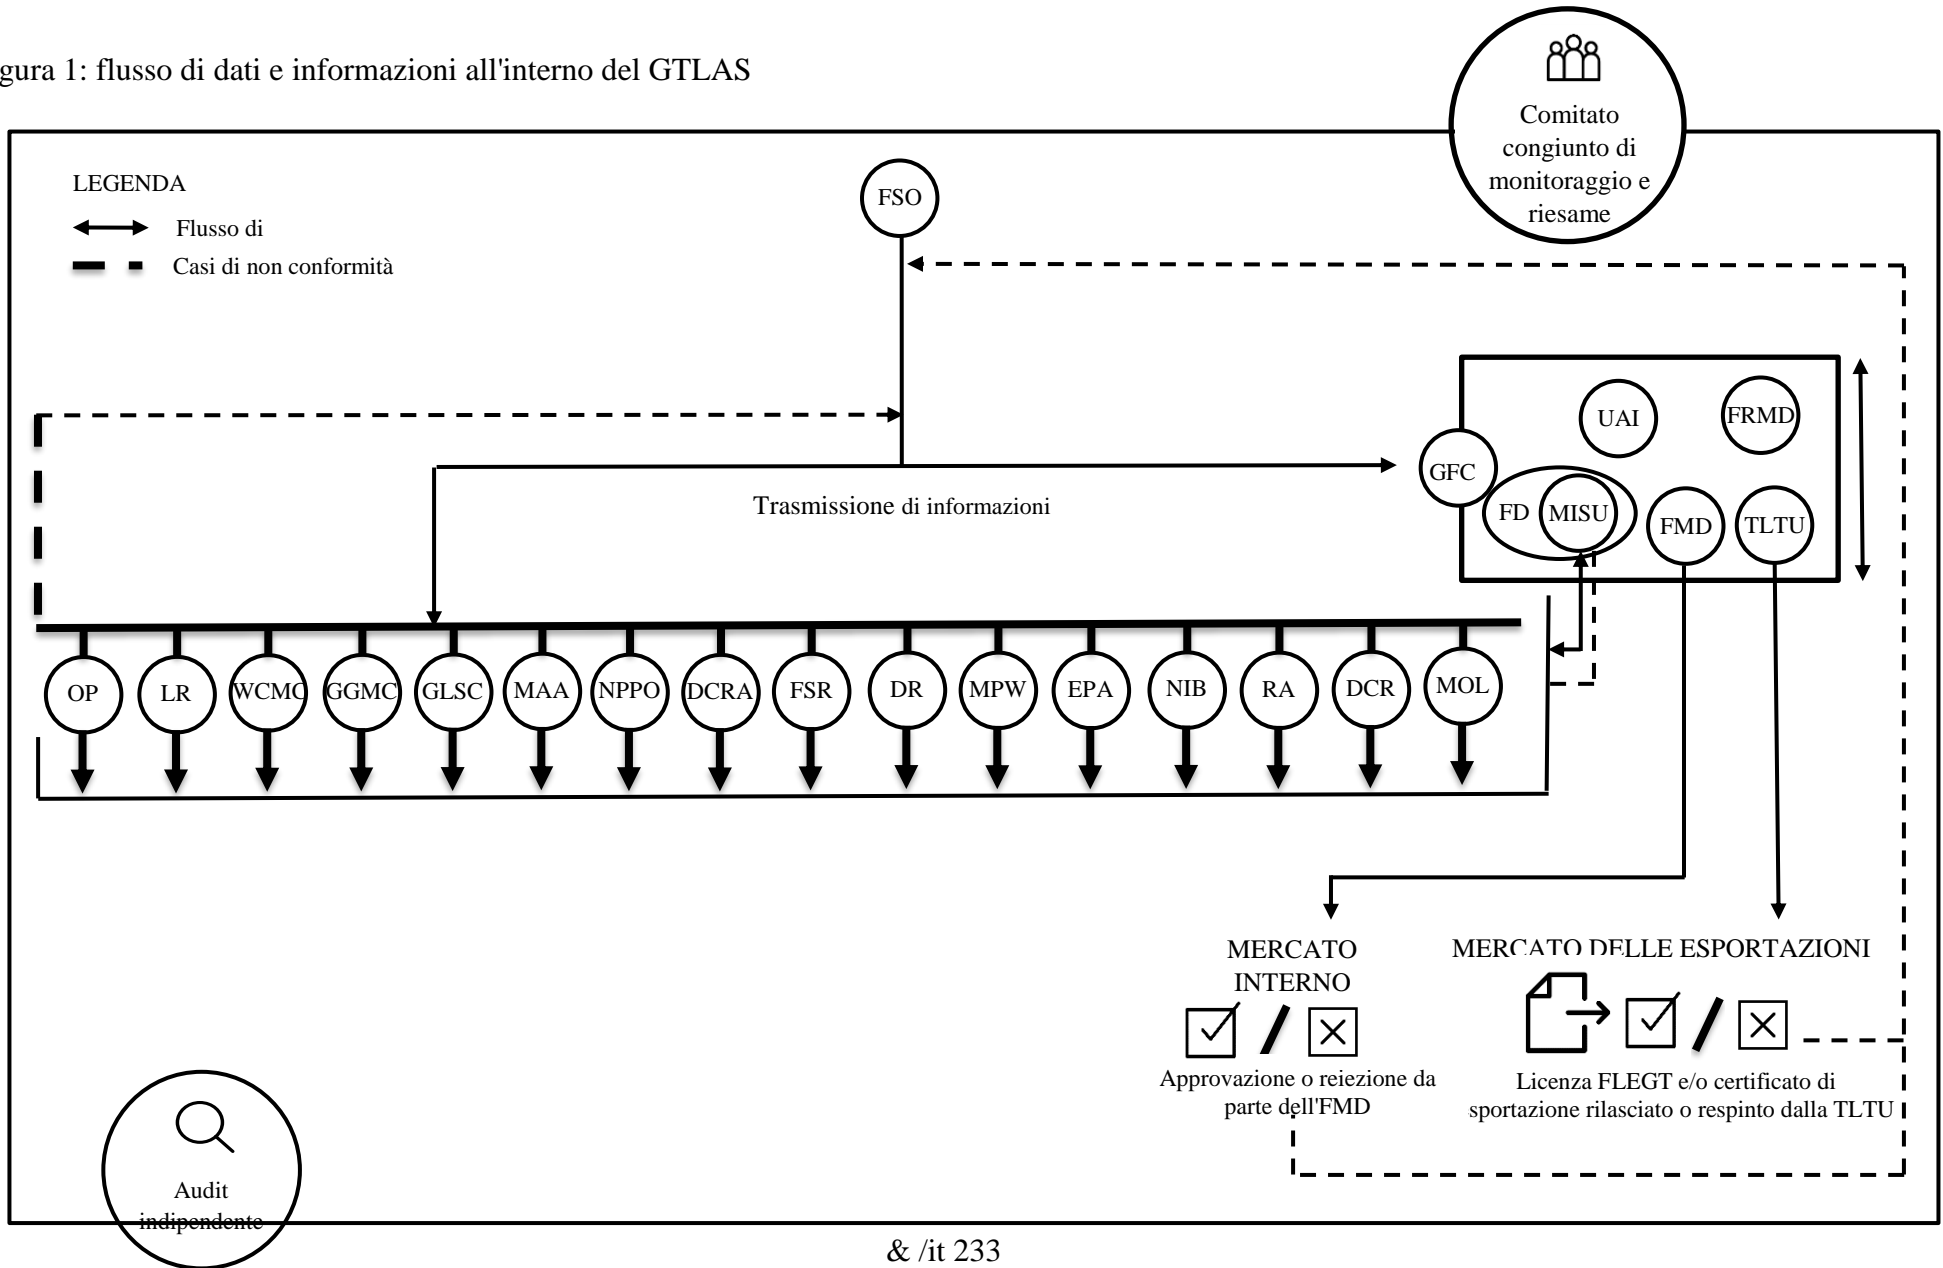 gura 1: flusso di dati e informazioni all'interno del GTLAS
Comitato
congiunto di
monitoraggio e
riesame
LEGENDA
Flusso di
Casi di non conformità
FSO
UAI
FRMD
GFC
FD
MISU
FMD
TLTU
Trasmissione di informazioni
OP
LR
WCMC
GGMC
GLSC
MAA
NPPO
DCRA
FSR
DR
MPW
EPA
NIB
RA
DCR
MOL
MERCATO
INTERNO
Approvazione o reiezione da
parte dell'FMD
MERCATO DELLE ESPORTAZIONI
Licenza FLEGT e/o certificato di
sportazione rilasciato o respinto dalla TLTU
Audit
indipendente
& /it 233